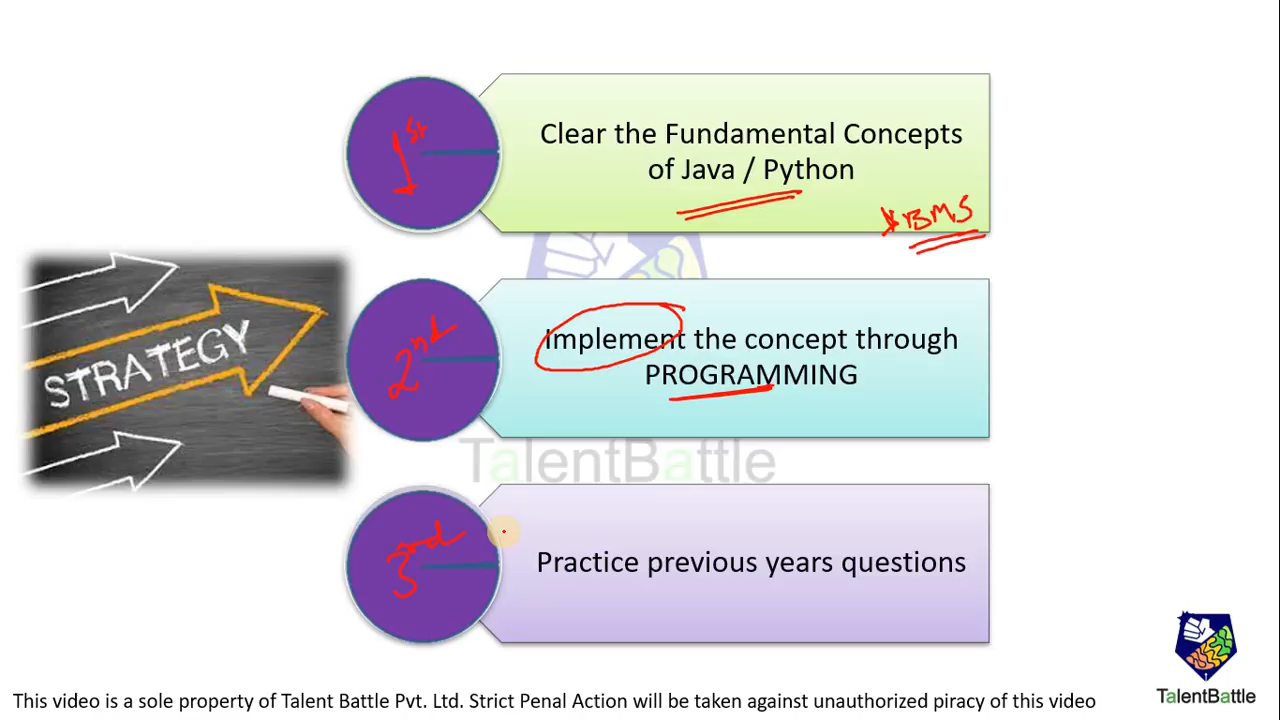 1st
Clear the Fundamental Concepts
of Java / Python
DBMS
STRATEGY
2nd
Implement the concept through
PROGRAMMING
TalentBattle
3rd
Practice previous years questions
TalentBattle
This video is a sole property of Talent Battle Pvt. Ltd. Strict Penal Action will be taken against unauthorized piracy of this video